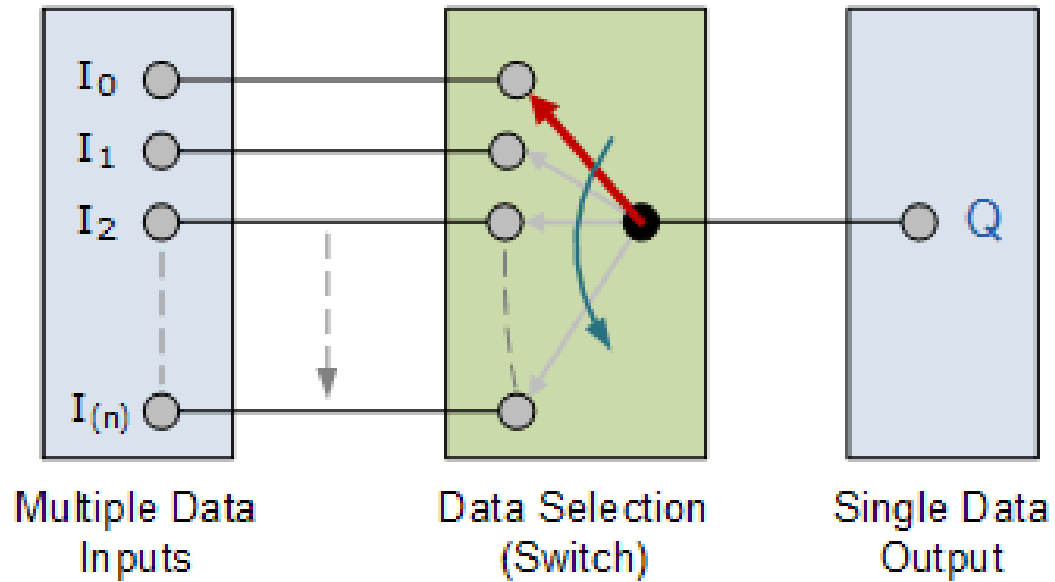 I0
I1
I2
I(n)
Q
Multiple Data
Inputs
Data Selection
(Switch)
Single Data
Output